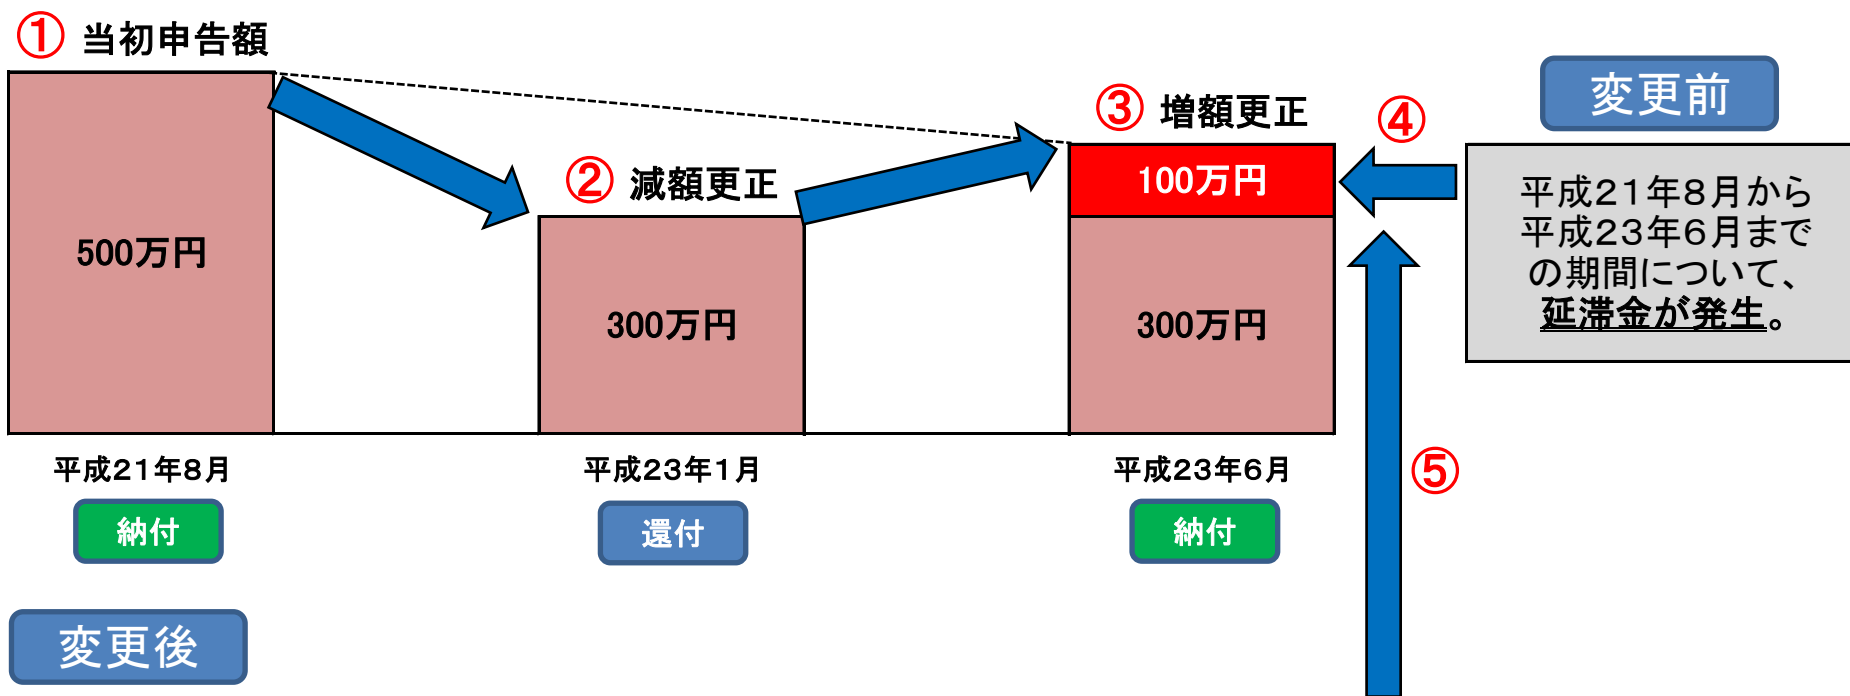 ① 当初申告額
500万円
平成21年8月
納付
② 減額更正
300万円
平成23年1月
還付
③ 増額更正
100万円
300万円
平成23年6月
納付
④
変更前
平成21年8月から
平成23年6月まで
の期間について、
延滞金が発生。
⑤
変更後